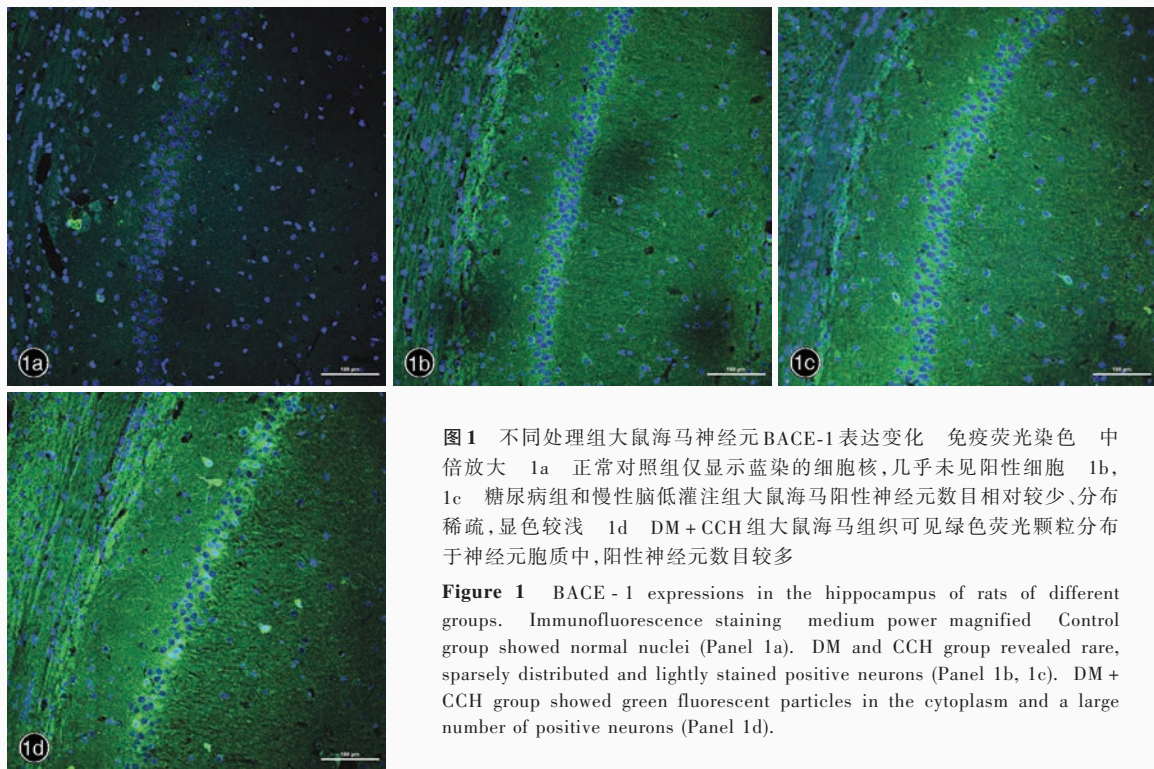 1a
1b
1c
100 μm
100 μm
100 μm
1d
100 μm
图1 不同处理组大鼠海马神经元BACE-1表达变化 免疫荧光染色 中
倍放大 1a 正常对照组仅显示蓝染的细胞核,几乎未见阳性细胞 1b,
1c 糖尿病组和慢性脑低灌注组大鼠海马阳性神经元数目相对较少、分布
稀疏,显色较浅 1d DM+CCH组大鼠海马组织可见绿色荧光颗粒分布
于神经元胞质中,阳性神经元数目较多
Figure 1 BACE-1 expressions in the hippocampus of rats of different
groups. Immunofluorescence staining medium power magnified Control
group showed normal nuclei (Panel 1a). DM and CCH group revealed rare,
sparsely distributed and lightly stained positive neurons (Panel 1b, 1c). DM+
CCH group showed green fluorescent particles in the cytoplasm and a large
number of positive neurons (Panel 1d).